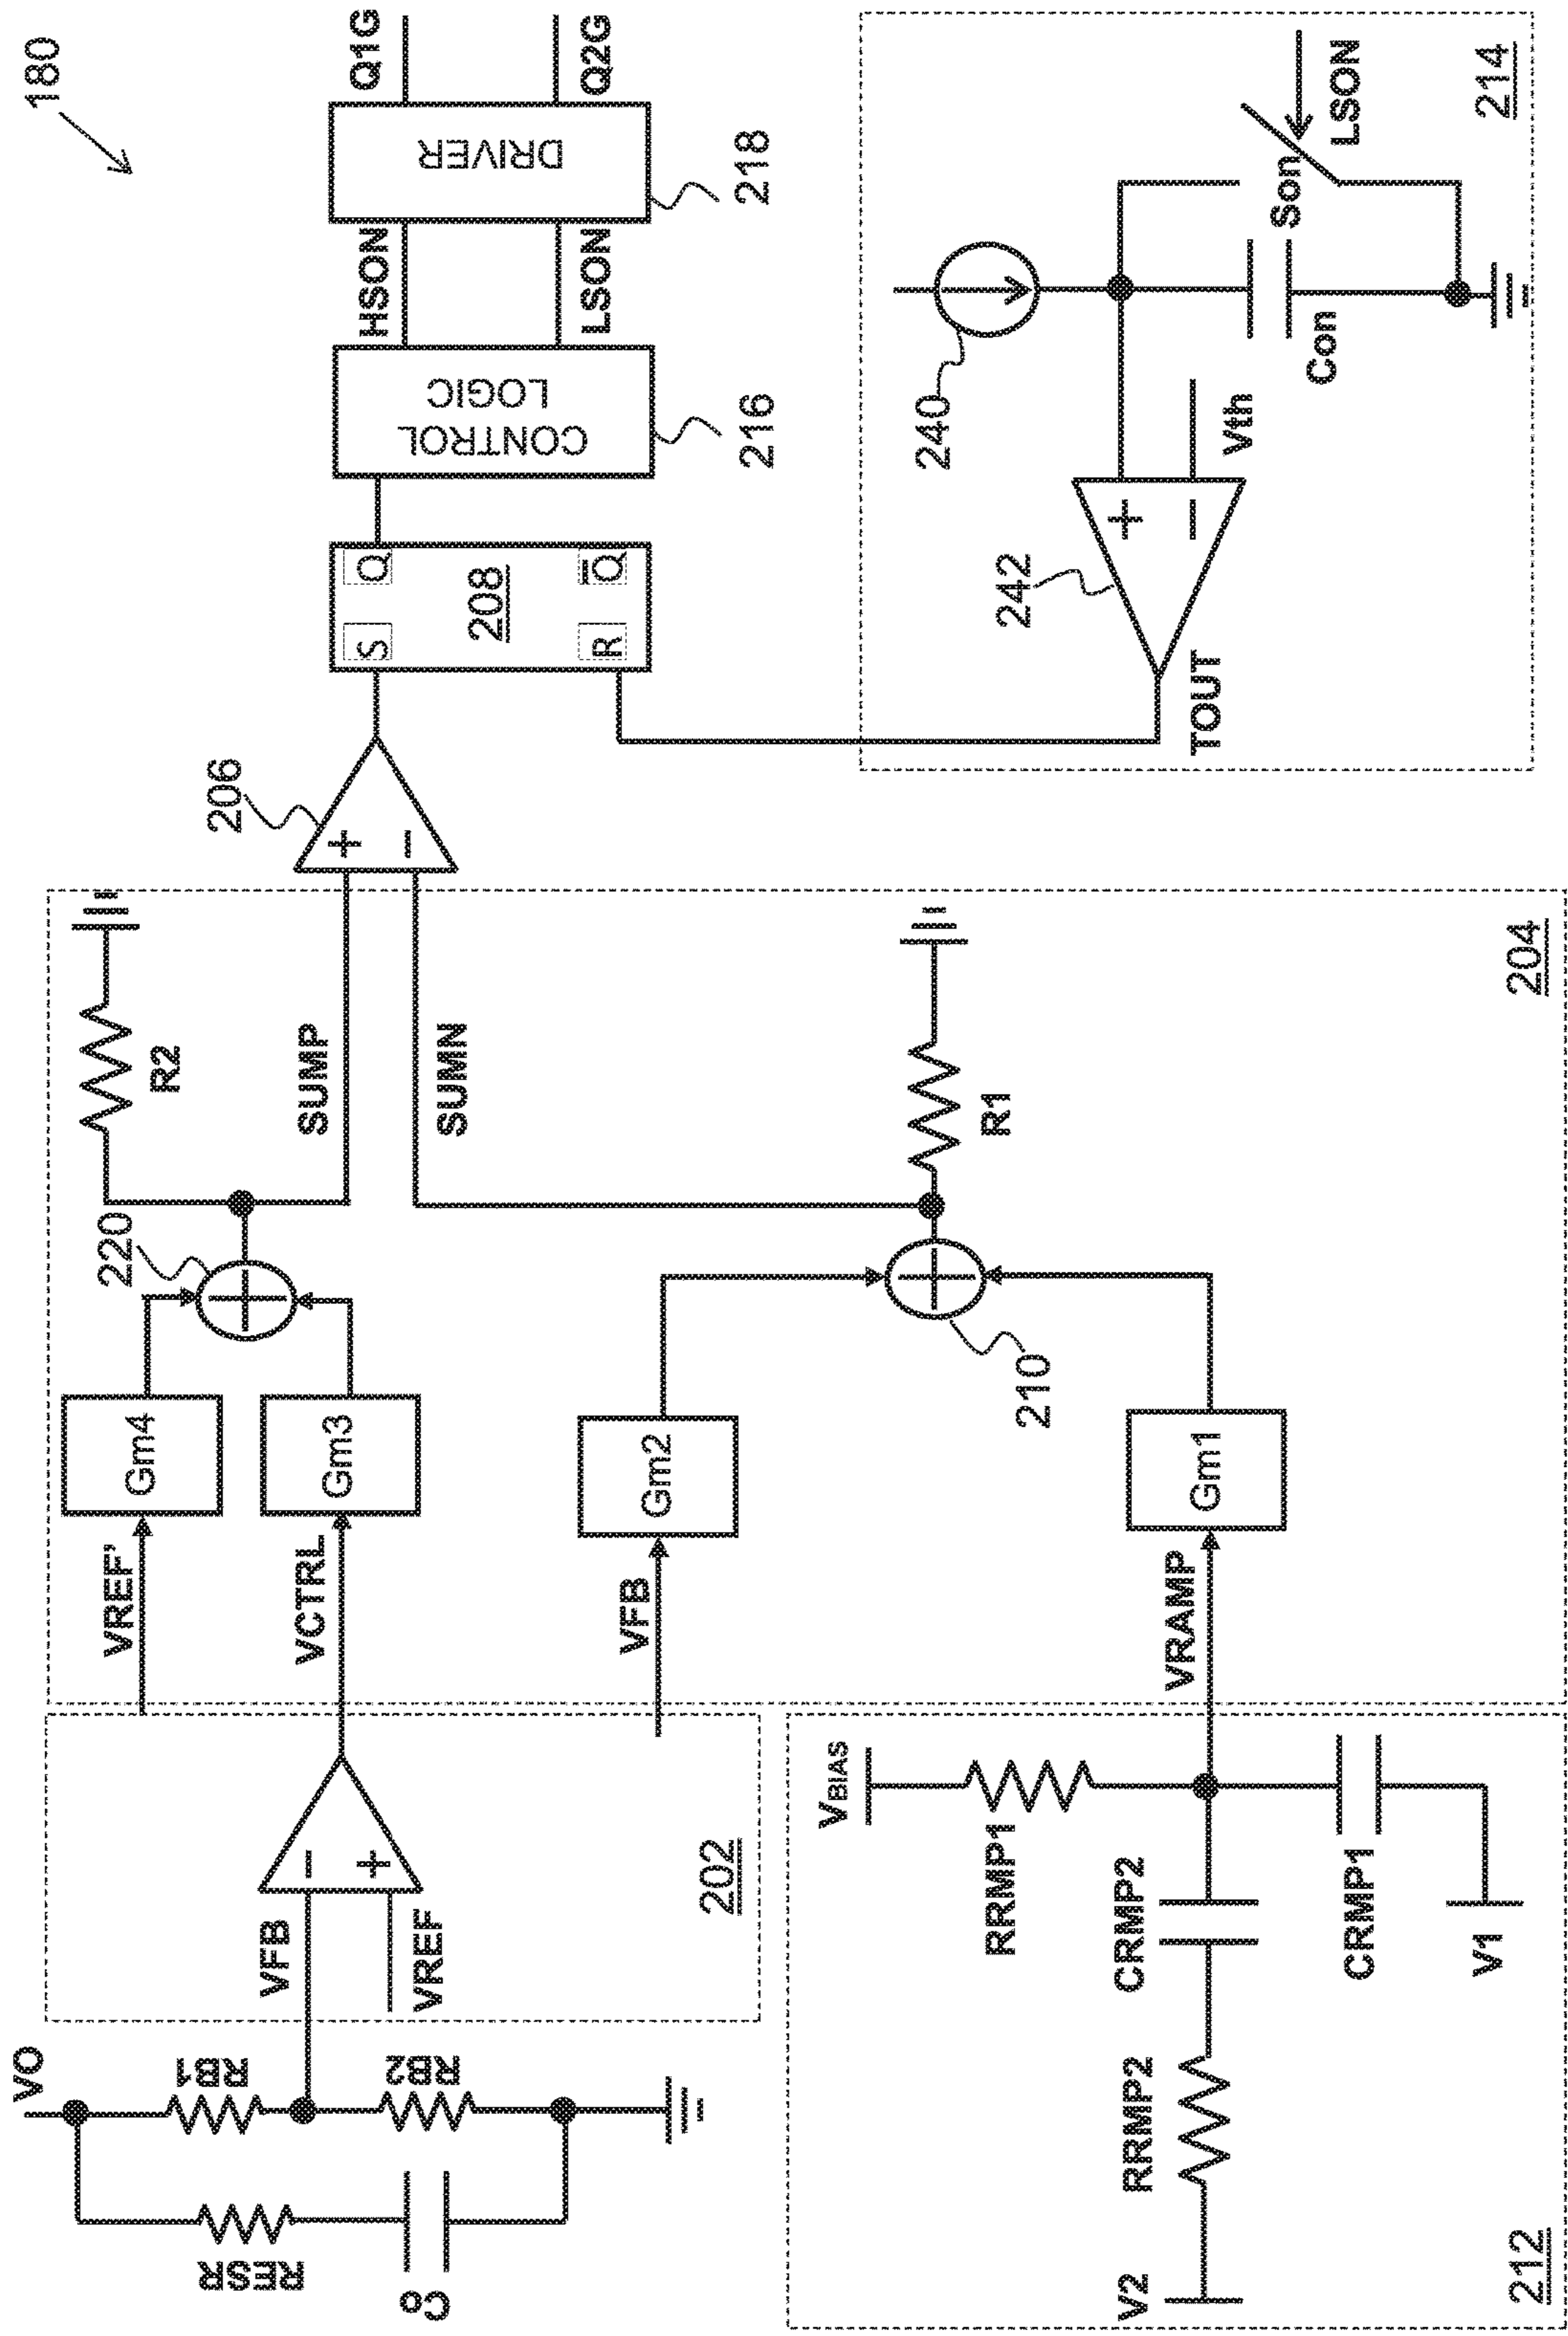 180
VO
RB1
RB2
RESR
Co
VFB
VREF
202
VREF'
VCTRL
VFB
VRAMP
Gm4
Gm3
Gm2
Gm1
220
210
R2
R1
SUMP
SUMN
204
206
S
Q
R
Q̅
208
CONTROL
LOGIC
216
HSON
LSON
DRIVER
218
Q1G
Q2G
VBIAS
RRMP1
CRMP2
RRMP2
CRMP1
V1
V2
212
TOUT
242
+
−
Vth
240
Con
Son
LSON
214
+
−
−
+